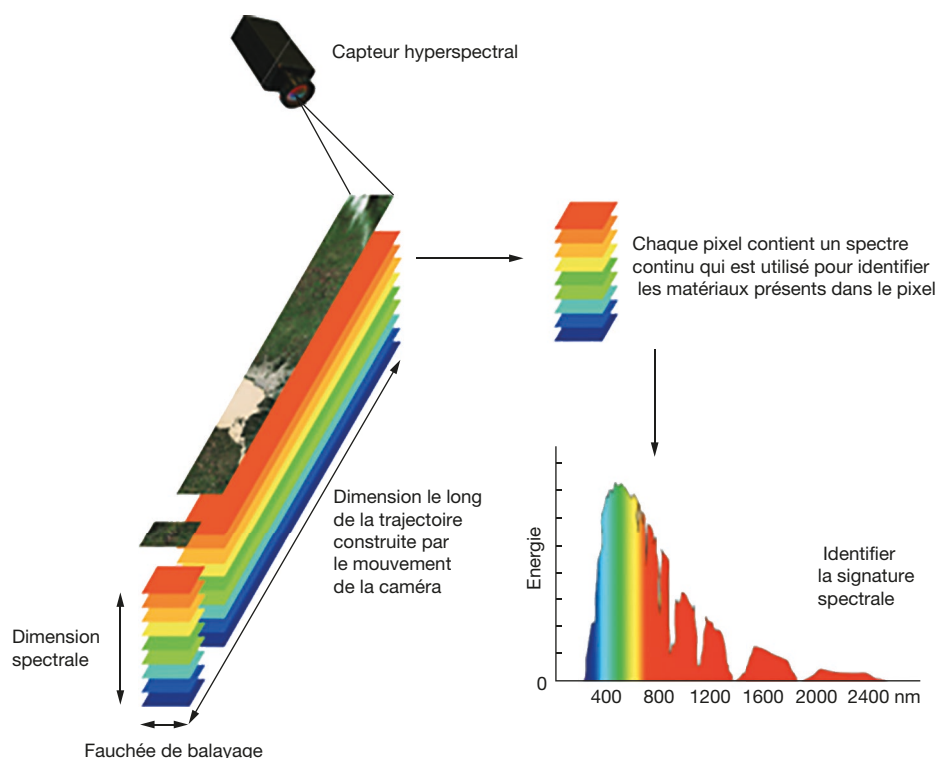 Capteur hyperspectral
Chaque pixel contient un spectre
continu qui est utilisé pour identifier
les matériaux présents dans le pixel
Dimension le long
de la trajectoire
construite par
le mouvement
de la caméra
Dimension
spectrale
Fauchée de balayage
Energie
Identifier
la signature
spectrale
0
400 800 1200 1600 2000 2400 nm